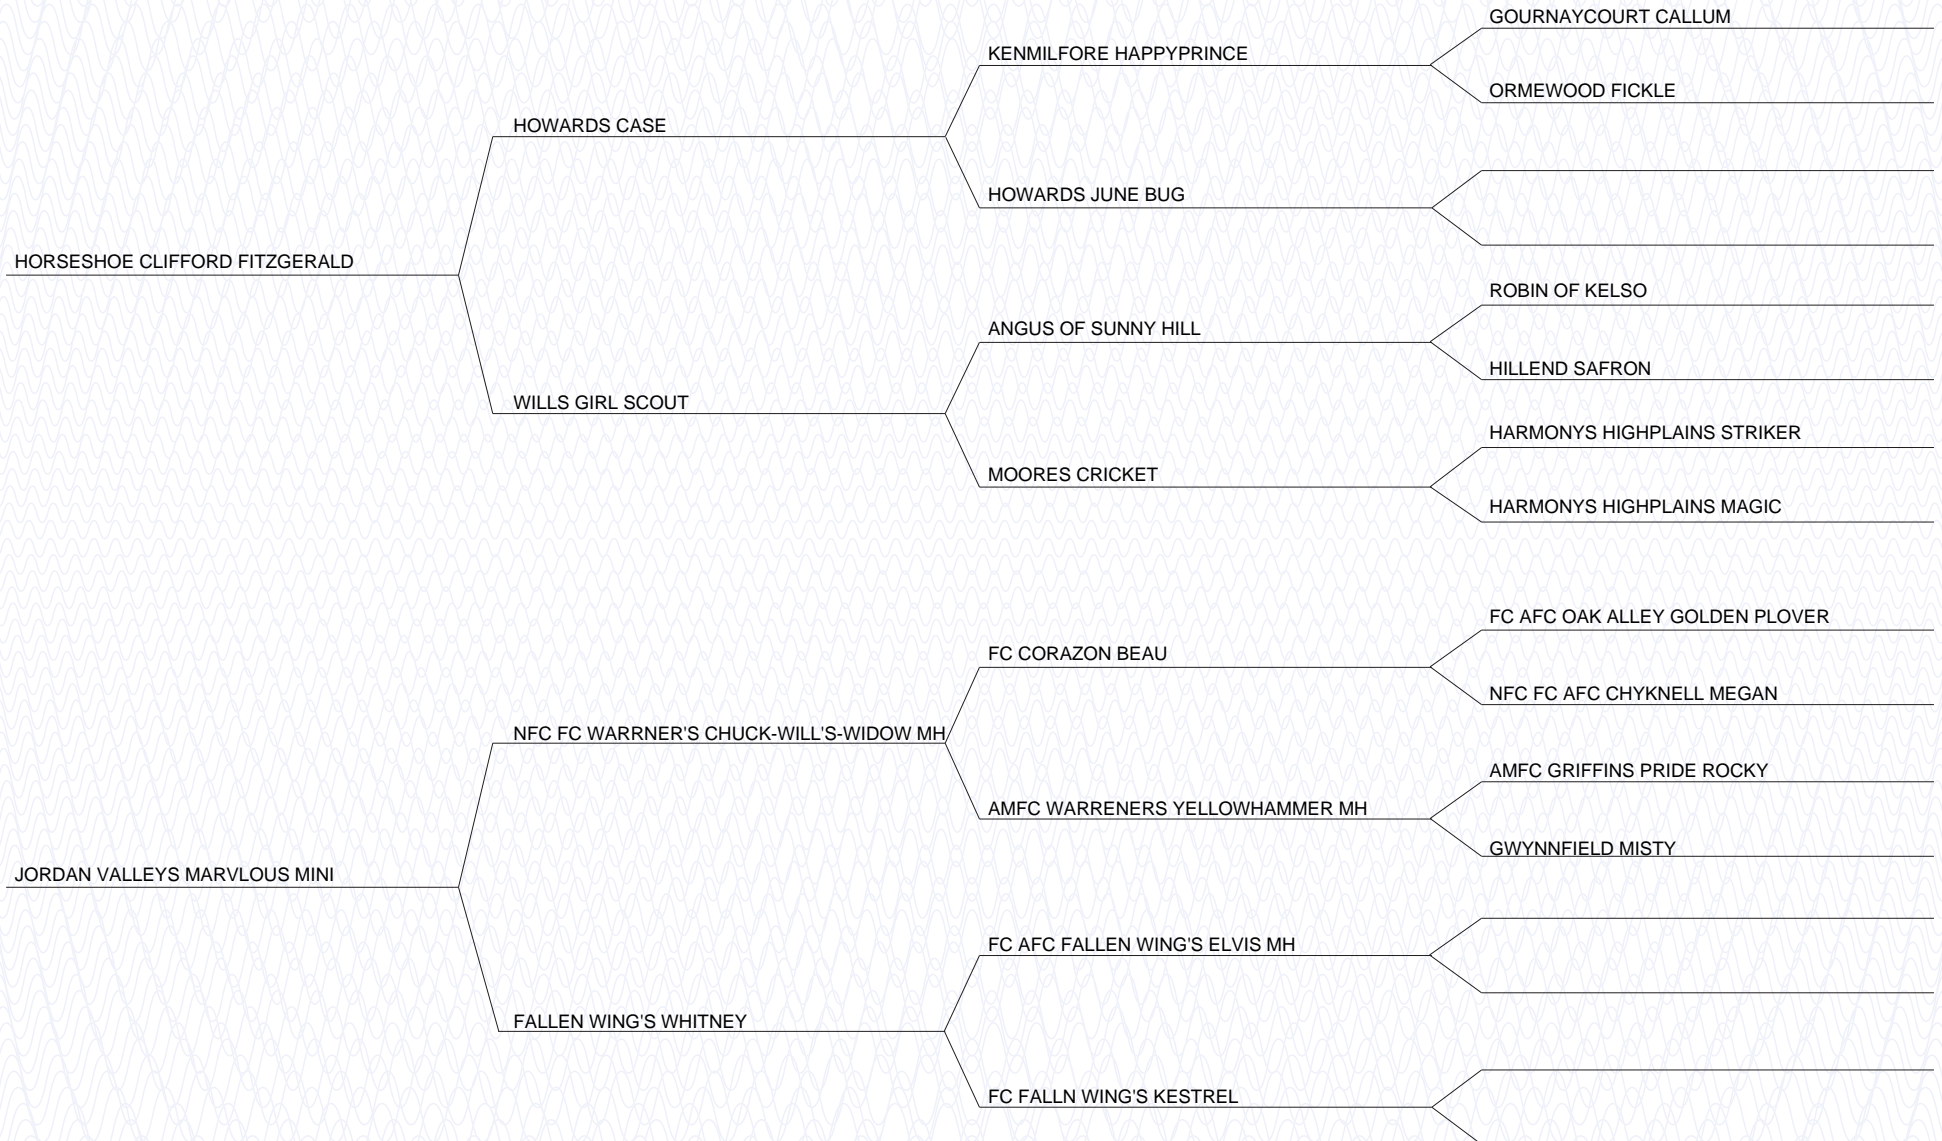 GOURNAYCOURT CALLUM
KENMILFORE HAPPYPRINCE
ORMEWOOD FICKLE
HOWARDS CASE
HOWARDS JUNE BUG
HORSESHOE CLIFFORD FITZGERALD
ROBIN OF KELSO
ANGUS OF SUNNY HILL
HILLEND SAFRON
WILLS GIRL SCOUT
HARMONYS HIGHPLAINS STRIKER
MOORES CRICKET
HARMONYS HIGHPLAINS MAGIC
FC AFC OAK ALLEY GOLDEN PLOVER
FC CORAZON BEAU
NFC FC AFC CHYKNELL MEGAN
NFC FC WARRNER'S CHUCK-WILL'S-WIDOW MH
AMFC GRIFFINS PRIDE ROCKY
AMFC WARRENERS YELLOWHAMMER MH
GWYNNFIELD MISTY
JORDAN VALLEYS MARVLOUS MINI
FC AFC FALLEN WING'S ELVIS MH
FALLEN WING'S WHITNEY
FC FALLN WING'S KESTREL